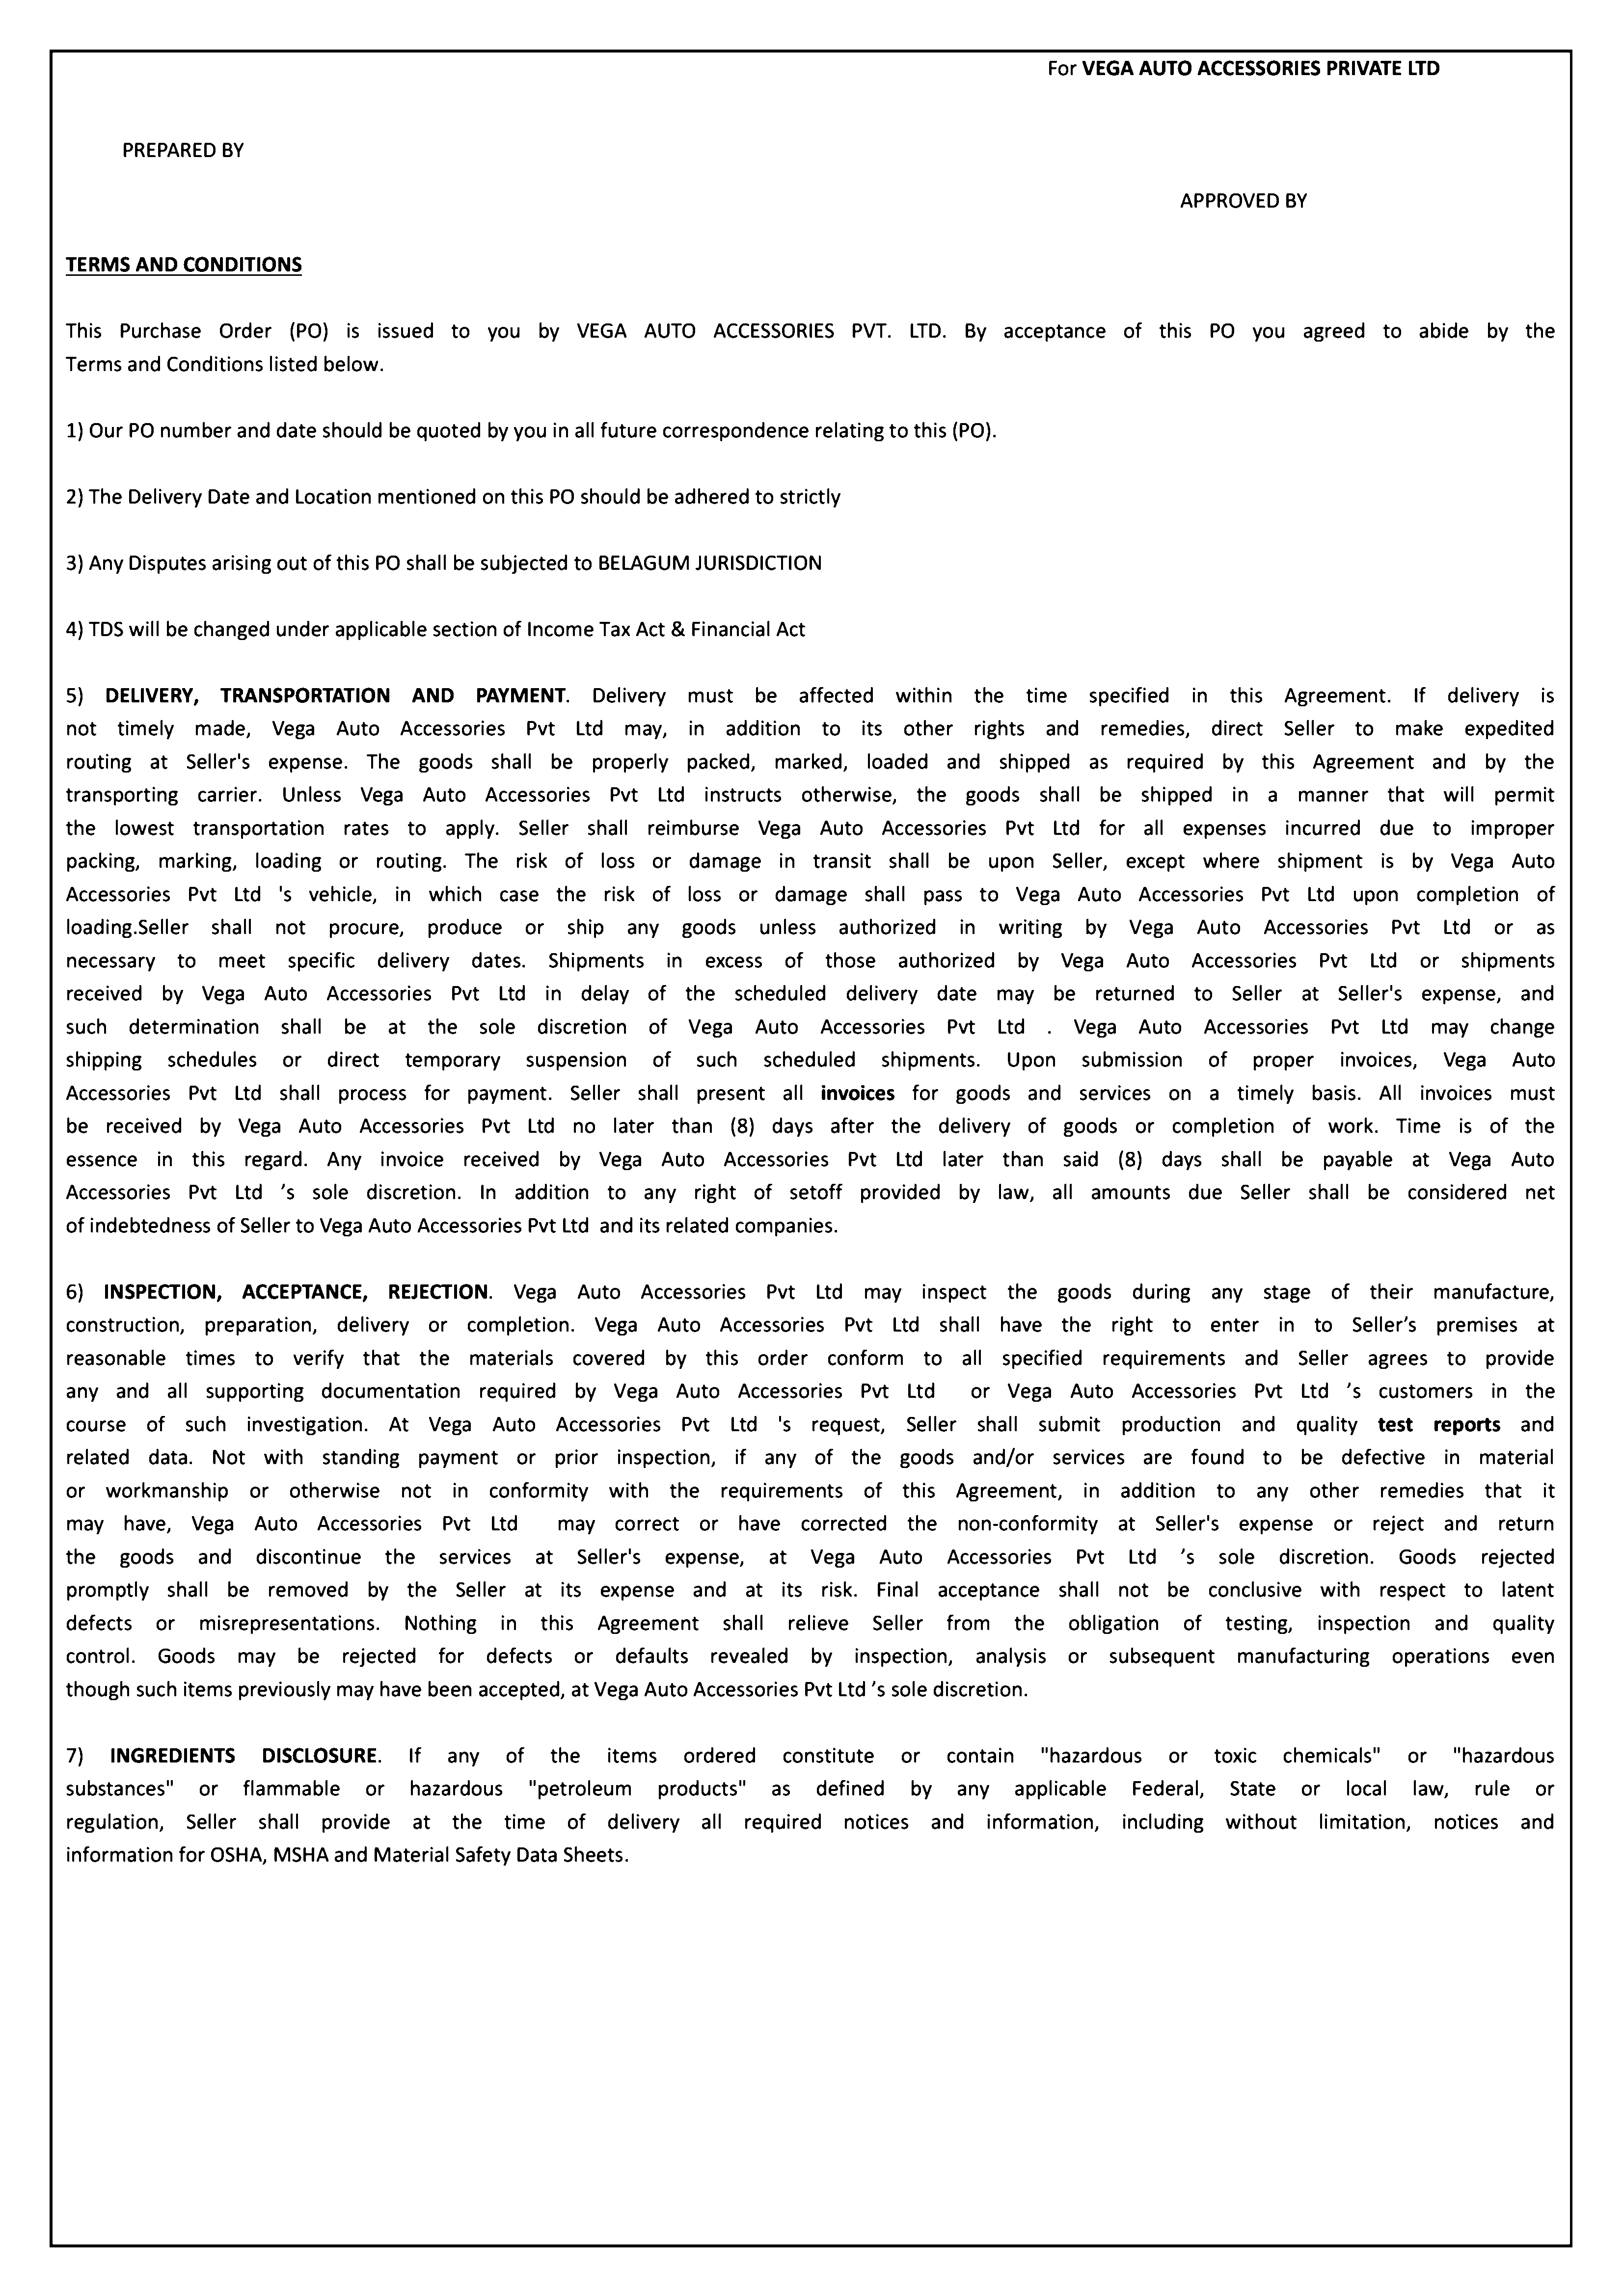 For VEGA AUTO ACCESSORIES PRIVATE LTD
PREPARED BY
APPROVED BY
TERMS AND CONDITIONS
This Purchase Order (PO) is issued to you by VEGA AUTO ACCESSORIES PVT. LTD. By acceptance of this PO you agreed to abide by the
Terms and Conditions listed below.
1) Our PO number and date should be quoted by you in all future correspondence relating to this (PO).
2) The Delivery Date and Location mentioned on this PO should be adhered to strictly
3) Any Disputes arising out of this PO shall be subjected to BELAGUM JURISDICTION
4) TDS will be changed under applicable section of Income Tax Act & Financial Act
5) DELIVERY, TRANSPORTATION AND PAYMENT. Delivery must be affected within the time specified in this Agreement. If delivery is
not timely made, Vega Auto Accessories Pvt Ltd may, in addition to its other rights and remedies, direct Seller to make expedited
routing at Seller's expense. The goods shall be properly packed, marked, loaded and shipped as required by this Agreement and by the
transporting carrier. Unless Vega Auto Accessories Pvt Ltd instructs otherwise, the goods shall be shipped in a manner that will permit
the lowest transportation rates to apply. Seller shall reimburse Vega Auto Accessories Pvt Ltd for all expenses incurred due to improper
packing, marking, loading or routing. The risk of loss or damage in transit shall be upon Seller, except where shipment is by Vega Auto
Accessories Pvt Ltd 's vehicle, in which case the risk of loss or damage shall pass to Vega Auto Accessories Pvt Ltd upon completion of
loading.Seller shall not procure, produce or ship any goods unless authorized in writing by Vega Auto Accessories Pvt Ltd or as
necessary to meet specific delivery dates. Shipments in excess of those authorized by Vega Auto Accessories Pvt Ltd or shipments
received by Vega Auto Accessories Pvt Ltd in delay of the scheduled delivery date may be returned to Seller at Seller's expense, and
such determination shall be at the sole discretion of Vega Auto Accessories Pvt Ltd . Vega Auto Accessories Pvt Ltd may change
shipping schedules or direct temporary suspension of such scheduled shipments. Upon submission of proper invoices, Vega Auto
Accessories Pvt Ltd shall process for payment. Seller shall present all invoices for goods and services on a timely basis. All invoices must
be received by Vega Auto Accessories Pvt Ltd no later than (8) days after the delivery of goods or completion of work. Time is of the
essence in this regard. Any invoice received by Vega Auto Accessories Pvt Ltd later than said (8) days shall be payable at Vega Auto
Accessories Pvt Ltd ’s sole discretion. In addition to any right of setoff provided by law, all amounts due Seller shall be considered net
of indebtedness of Seller to Vega Auto Accessories Pvt Ltd and its related companies.
6) INSPECTION, ACCEPTANCE, REJECTION. Vega Auto Accessories Pvt Ltd may inspect the goods during any stage of their manufacture,
construction, preparation, delivery or completion. Vega Auto Accessories Pvt Ltd shall have the right to enter in to Seller’s premises at
reasonable times to verify that the materials covered by this order conform to all specified requirements and Seller agrees to provide
any and all supporting documentation required by Vega Auto Accessories Pvt Ltd or Vega Auto Accessories Pvt Ltd ’s customers in the
course of such investigation. At Vega Auto Accessories Pvt Ltd 's request, Seller shall submit production and quality test reports and
related data. Not with standing payment or prior inspection, if any of the goods and/or services are found to be defective in material
or workmanship or otherwise not in conformity with the requirements of this Agreement, in addition to any other remedies that it
may have, Vega Auto Accessories Pvt Ltd may correct or have corrected the non-conformity at Seller's expense or reject and return
the goods and discontinue the services at Seller's expense, at Vega Auto Accessories Pvt Ltd ’s sole discretion. Goods rejected
promptly shall be removed by the Seller at its expense and at its risk. Final acceptance shall not be conclusive with respect to latent
defects or misrepresentations. Nothing in this Agreement shall relieve Seller from the obligation of testing, inspection and quality
control. Goods may be rejected for defects or defaults revealed by inspection, analysis or subsequent manufacturing operations even
though such items previously may have been accepted, at Vega Auto Accessories Pvt Ltd ’s sole discretion.
7) INGREDIENTS DISCLOSURE. If any of the items ordered constitute or contain "hazardous or toxic chemicals" or "hazardous
substances" or flammable or hazardous "petroleum products" as defined by any applicable Federal, State or local law, rule or
regulation, Seller shall provide at the time of delivery all required notices and information, including without limitation, notices and
information for OSHA, MSHA and Material Safety Data Sheets.